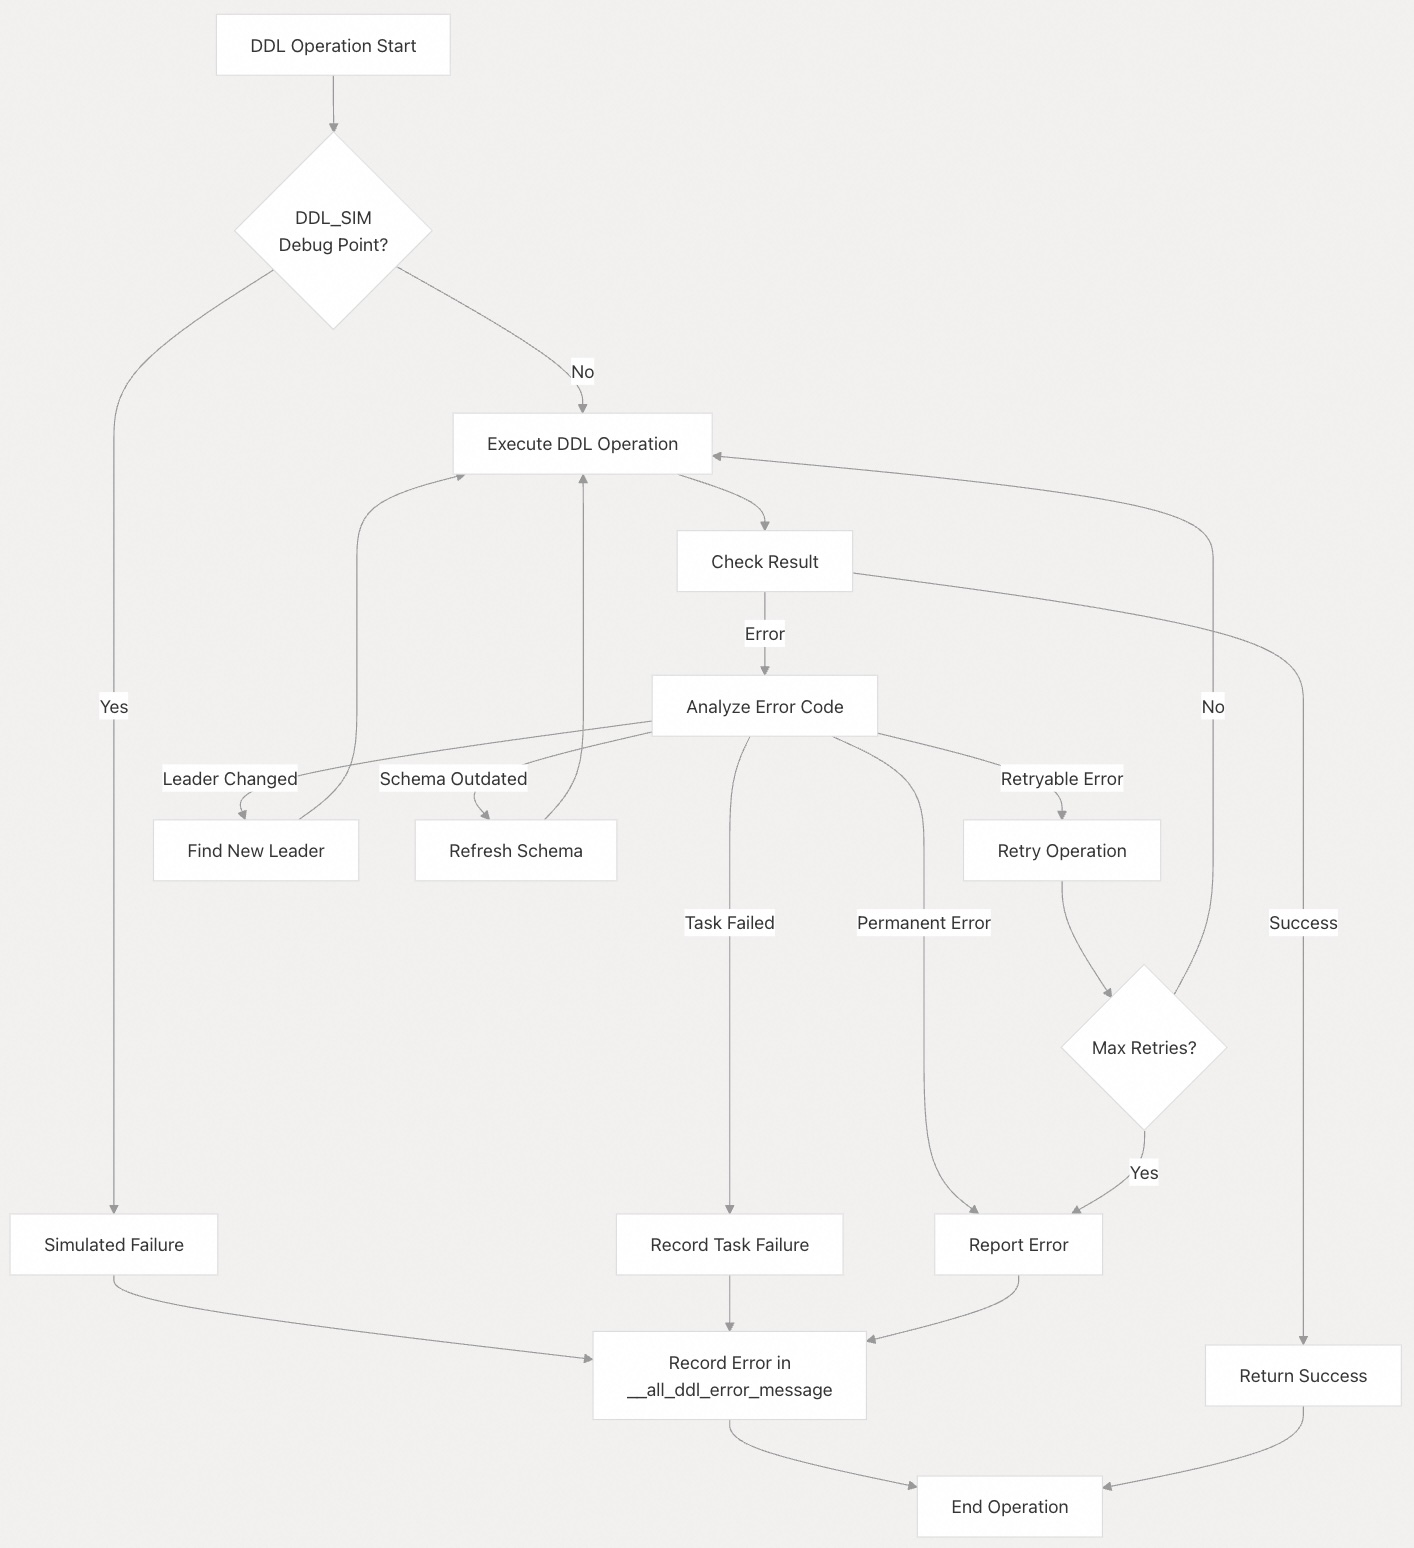 DDL Operation Start
DDL_SIM
Debug Point?
No
Execute DDL Operation
Check Result
Error
Yes
Analyze Error Code
No
Leader Changed
Schema Outdated
Retryable Error
Find New Leader
Refresh Schema
Retry Operation
Task Failed
Permanent Error
Success
Max Retries?
Yes
Simulated Failure
Record Task Failure
Report Error
Record Error in
__all_ddl_error_message
Return Success
End Operation